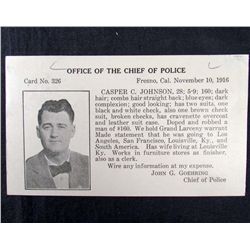 OFFICE OF THE CHIEF OF POLICE
Card No. 326
Fresno, Cal. November 10, 1916
CASPER C. JOHNSON, 28; 5-9; 160; dark
hair; combs hair straight back; blue eyes; dark
complexion; good looking; has two suits, one
black and white check, also one brown suit
check, broken checks, has cravenette overcoat
and leather suit case. Doped and robbed a
man of $160. We hold Grand Larceny warrant
Made statement that he was going to Los
Angeles, San Francisco, Louisville, Ky., and
South America. Has wife living at Louisville
Ky. Works in furniture stores as finisher,
also as a clerk.
Wire any information at my expense.
JOHN G. GOEHRING
Chief of Police